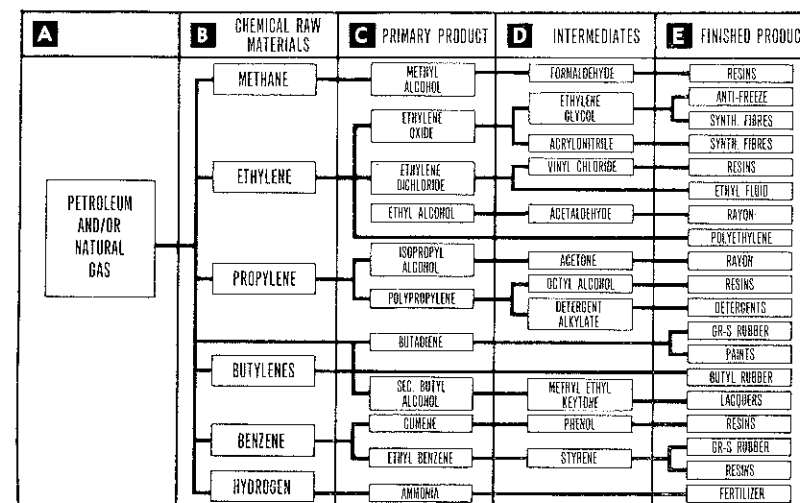 A
B CHEMICAL RAW
MATERIALS
C PRIMARY PRODUCT
D INTERMEDIATES
E FINISHED PRODUC
PETROLEUM
AND/OR
NATURAL
GAS
METHANE
ETHYLENE
PROPYLENE
BUTYLENES
BENZENE
HYDROGEN
METHYL
ALCOHOL
ETHYLENE
OXIDE
ETHYLENE
DICHLORIDE
ETHYL ALCOHOL
ISOPROPYL
ALCOHOL
POLYPROPYLENE
BUTADIENE
SEC. BUTYL
ALCOHOL
CUMENE
ETHYL BENZENE
AMMONIA
FORMALDEHYDE
ETHYLENE
GLYCOL
ACRYLONITRILE
VINYL CHLORIDE
ACETALDEHYDE
ACETONE
OCTYL ALCOHOL
DETERGENT
ALKYLATE
METHYL ETHYL
KEYTONE
PHENOL
STYRENE
RESINS
ANTI-FREEZE
SYNTH. FIBRES
SYNTH. FIBRES
RESINS
ETHYL FLUID
RAYON
POLYETHYLENE
RAYON
RESINS
DETERGENTS
GR-S RUBBER
PAINTS
BUTYL RUBBER
LACQUERS
RESINS
GR-S RUBBER
RESINS
FERTILIZER